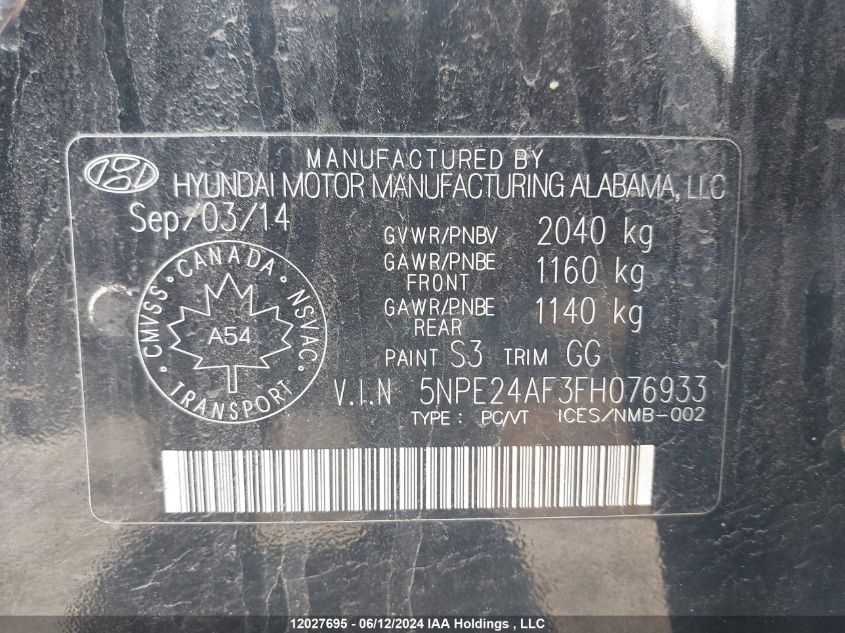 MANUFACTURED BY
HYUNDAI MOTOR MANUFACTURING ALABAMA, LLC
Sep/03/14
GVWR/PNBV 2040 kg
GAWR/PNBE FRONT 1160 kg
GAWR/PNBE REAR 1140 kg
PAINT S3 TRIM GG
CMVSS · CANADA · NSVAC
A54
TRANSPORT
V.I.N 5NPE24AF3FH076933
TYPE : PC/VT ICES/NMB-002
12027695 - 06/12/2024 IAA Holdings , LLC